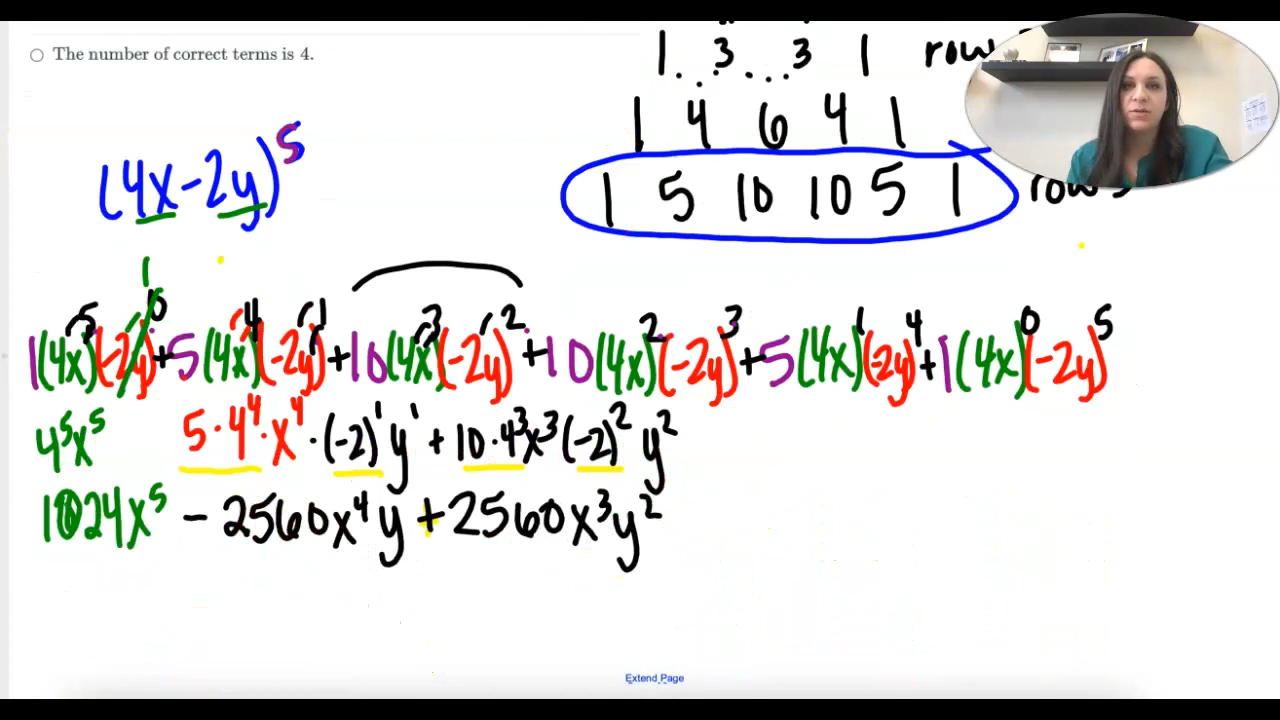 The number of correct terms is 4.
1 3 3 1 row
1 4 6 4 1
(4x-2y)^5
1 5 10 10 5 1 row 5
1(4x)^5(-2y)^0 1 +5(4x)^4(-2y)^1+10(4x)^3(-2y)^2+10(4x)^2(-2y)^3+5(4x)^1(-2y)^4+1(4x)^0(-2y)^5
4^5x^5 5·4^4·x^4·(-2)^1y^1+10·4^3x^3(-2)^2y^2
1024x^5 -2560x^4y+2560x^3y^2
Extend Page